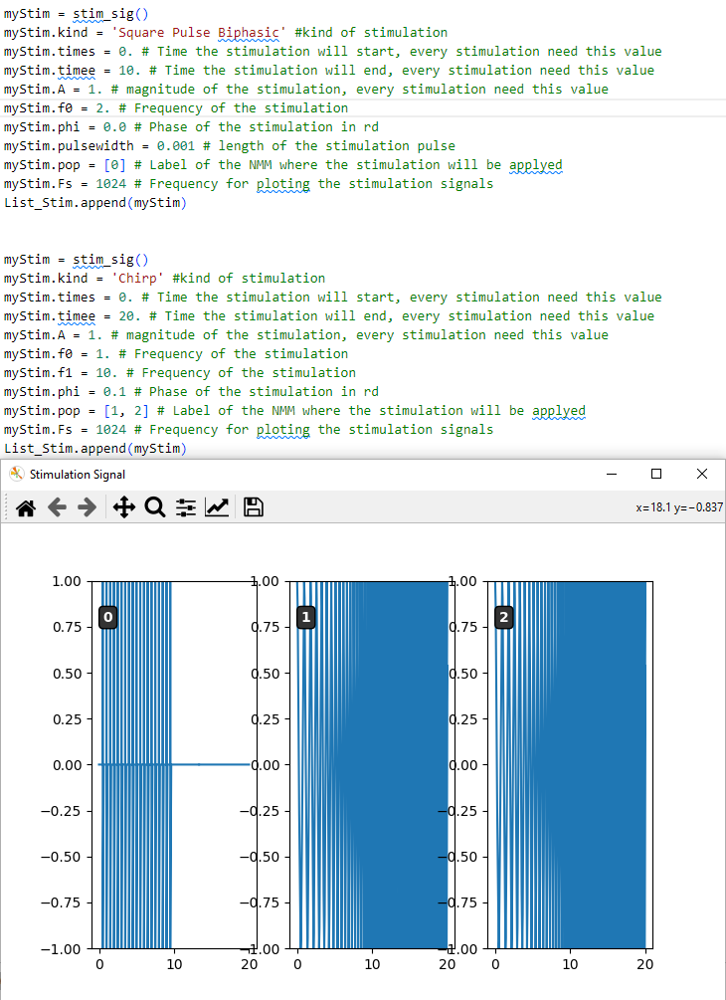 myStim = stim_sig()
myStim.kind = 'Square Pulse Biphasic' #kind of stimulation
myStim.times = 0. # Time the stimulation will start, every stimulation need this value
myStim.timee = 10. # Time the stimulation will end, every stimulation need this value
myStim.A = 1. # magnitude of the stimulation, every stimulation need this value
myStim.f0 = 2. # Frequency of the stimulation
myStim.phi = 0.0 # Phase of the stimulation in rd
myStim.pulsewidth = 0.001 # length of the stimulation pulse
myStim.pop = [0] # Label of the NMM where the stimulation will be applyed
myStim.Fs = 1024 # Frequency for ploting the stimulation signals
List_Stim.append(myStim)
myStim = stim_sig()
myStim.kind = 'Chirp' #kind of stimulation
myStim.times = 0. # Time the stimulation will start, every stimulation need this value
myStim.timee = 20. # Time the stimulation will end, every stimulation need this value
myStim.A = 1. # magnitude of the stimulation, every stimulation need this value
myStim.f0 = 1. # Frequency of the stimulation
myStim.f1 = 10. # Frequency of the stimulation
myStim.phi = 0.1 # Phase of the stimulation in rd
myStim.pop = [1, 2] # Label of the NMM where the stimulation will be applyed
myStim.Fs = 1024 # Frequency for ploting the stimulation signals
List_Stim.append(myStim)
Stimulation Signal
x=18.1 y=−0.837
1.00 1.00 1.00
0 1 2
0.75 0.75 0.75
0.50 0.50 0.50
0.25 0.25 0.25
0.00 0.00 0.00
−0.25 −0.25 −0.25
−0.50 −0.50 −0.50
−0.75 −0.75 −0.75
−1.00 −1.00 −1.00
0 10 20 0 10 20 0 10 20